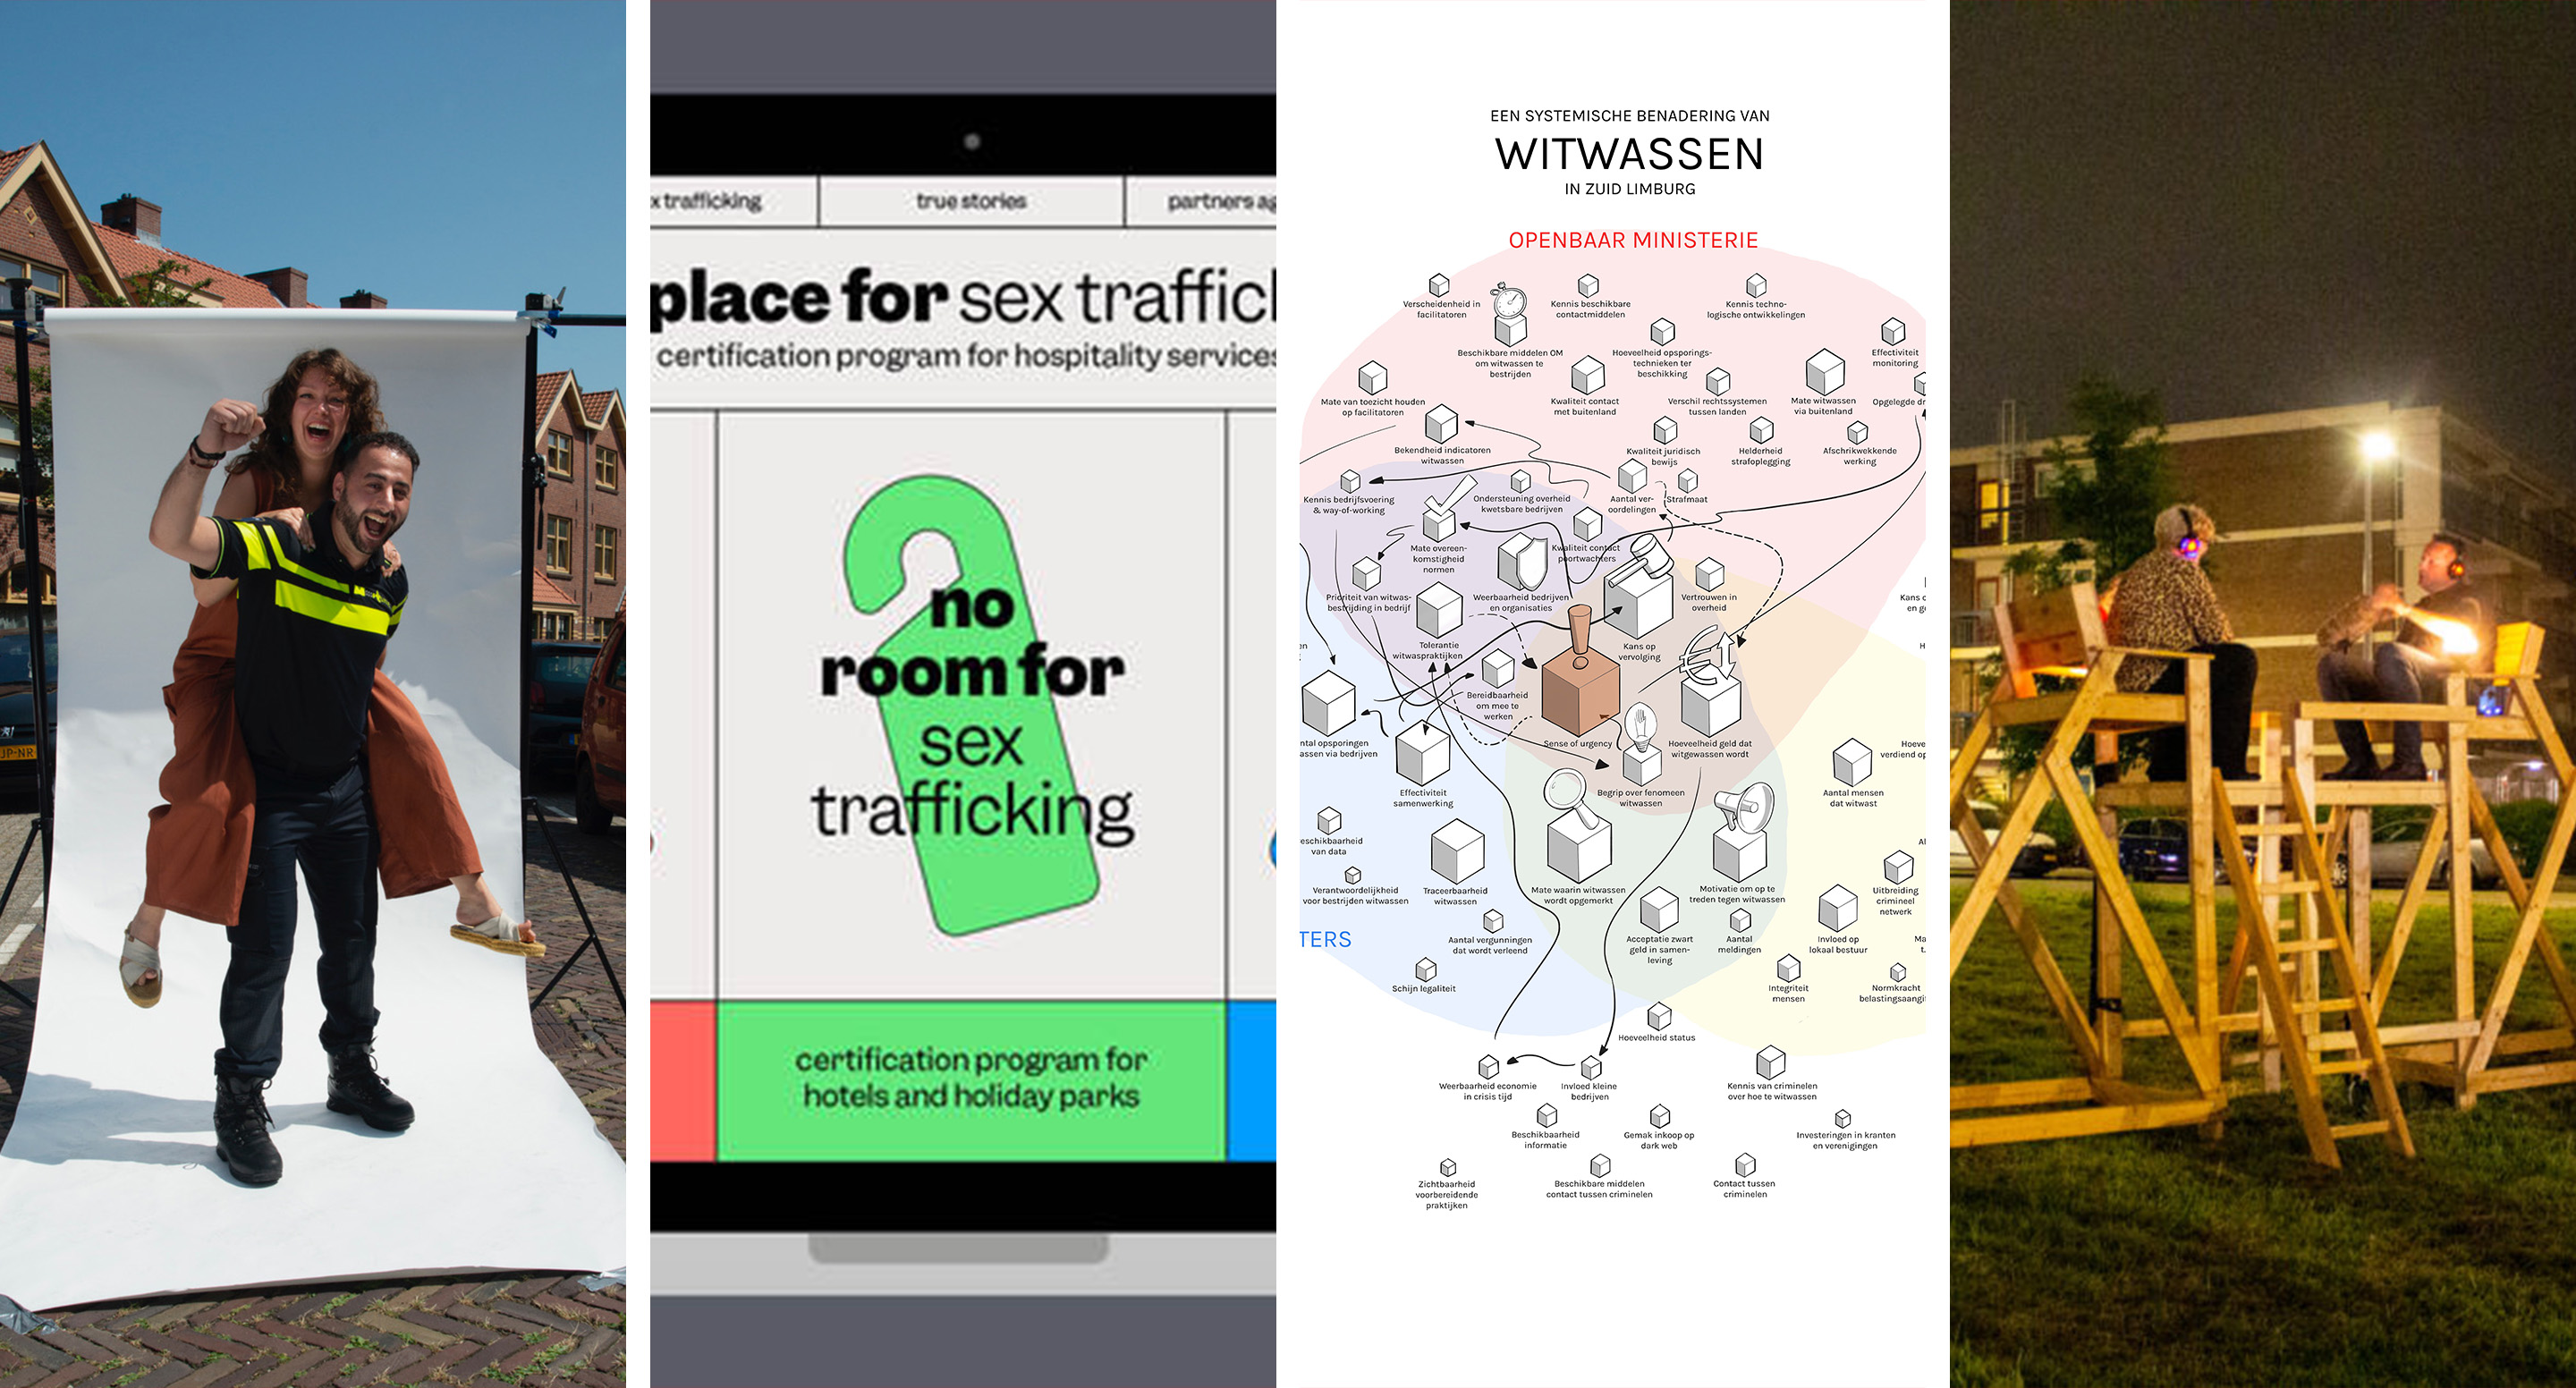 JP-NR
x trafficking
true stories
partners ag
place for sex traffic
certification program for hospitality services
no
room for
sex
trafficking
certification program for
hotels and holiday parks
EEN SYSTEMISCHE BENADERING VAN
WITWASSEN
IN ZUID LIMBURG
OPENBAAR MINISTERIE
Verscheidenheid in
facilitatoren
Kennis beschikbare
contactmiddelen
Kennis techno-
logische ontwikkelingen
Beschikbare middelen OM
om witwassen te
bestrijden
Hoeveelheid opsporings-
technieken ter
beschikking
Effectiviteit
monitoring
Mate van toezicht houden
op facilitatoren
Kwaliteit contact
met buitenland
Verschil rechtssystemen
tussen landen
Mate witwassen
via buitenland
Opgelegde dr
Bekendheid indicatoren
witwassen
Kwaliteit juridisch
bewijs
Helderheid
strafoplegging
Afschrikwekkende
werking
Kennis bedrijfsvoering
& way-of-working
Ondersteuning overheid
kwetsbare bedrijven
Aantal ver-
oordelingen
Strafmaat
Mate overeen-
komstigheid
normen
Kwaliteit contact
poortwachters
Prioriteit van witwas-
bestrijding in bedrijf
Weerbaarheid bedrijven
en organisaties
Vertrouwen in
overheid
Kans o
en ge
Tolerantie
witwaspraktijken
Kans op
vervolging
Bereidbaarheid
om mee te
werken
ntal opsporingen
assen via bedrijven
Sense of urgency
Hoeveelheid geld dat
witgewassen wordt
Hoeve
verdiend op
Effectiviteit
samenwerking
Begrip over fenomeen
witwassen
Aantal mensen
dat witwast
eschikbaarheid
van data
Verantwoordelijkheid
voor bestrijden witwassen
Traceerbaarheid
witwassen
Mate waarin witwassen
wordt opgemerkt
Motivatie om op te
treden tegen witwassen
Uitbreiding
crimineel
netwerk
TERS
Aantal vergunningen
dat wordt verleend
Acceptatie zwart
geld in samen-
leving
Aantal
meldingen
Invloed op
lokaal bestuur
Schijn legaliteit
Integriteit
mensen
Normkracht
belastingsaangif
Hoeveelheid status
Weerbaarheid economie
in crisis tijd
Invloed kleine
bedrijven
Kennis van criminelen
over hoe te witwassen
Beschikbaarheid
informatie
Gemak inkoop op
dark web
Investeringen in kranten
en verenigingen
Zichtbaarheid
voorbereidende
praktijken
Beschikbare middelen
contact tussen criminelen
Contact tussen
criminelen